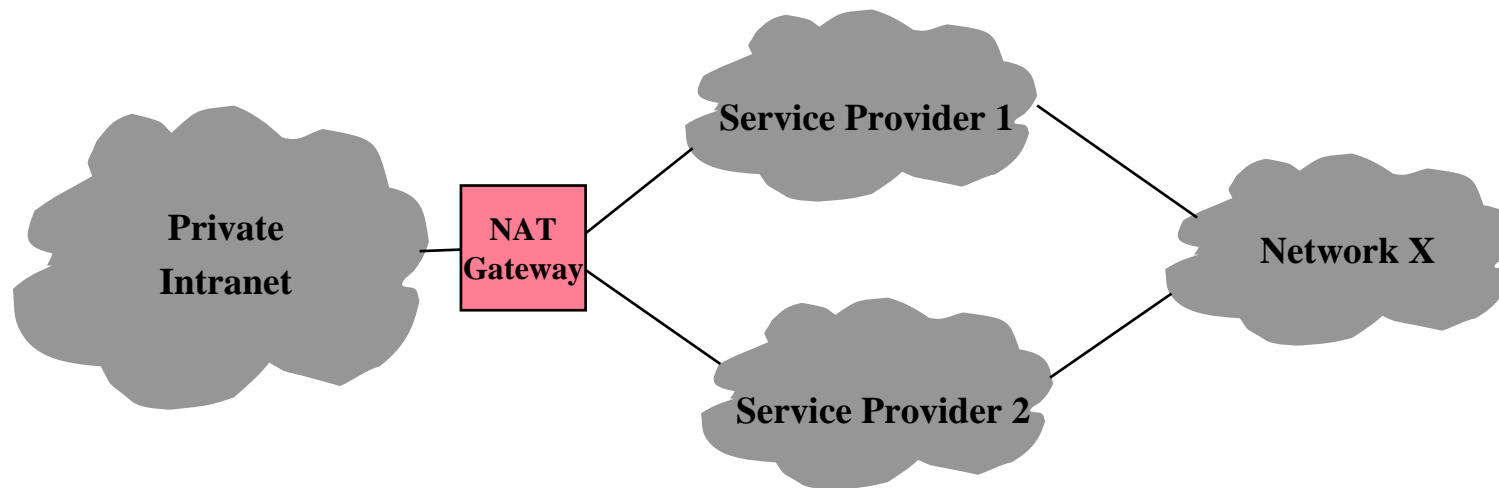 Private
Intranet
NAT
Gateway
Service Provider 1
Service Provider 2
Network X